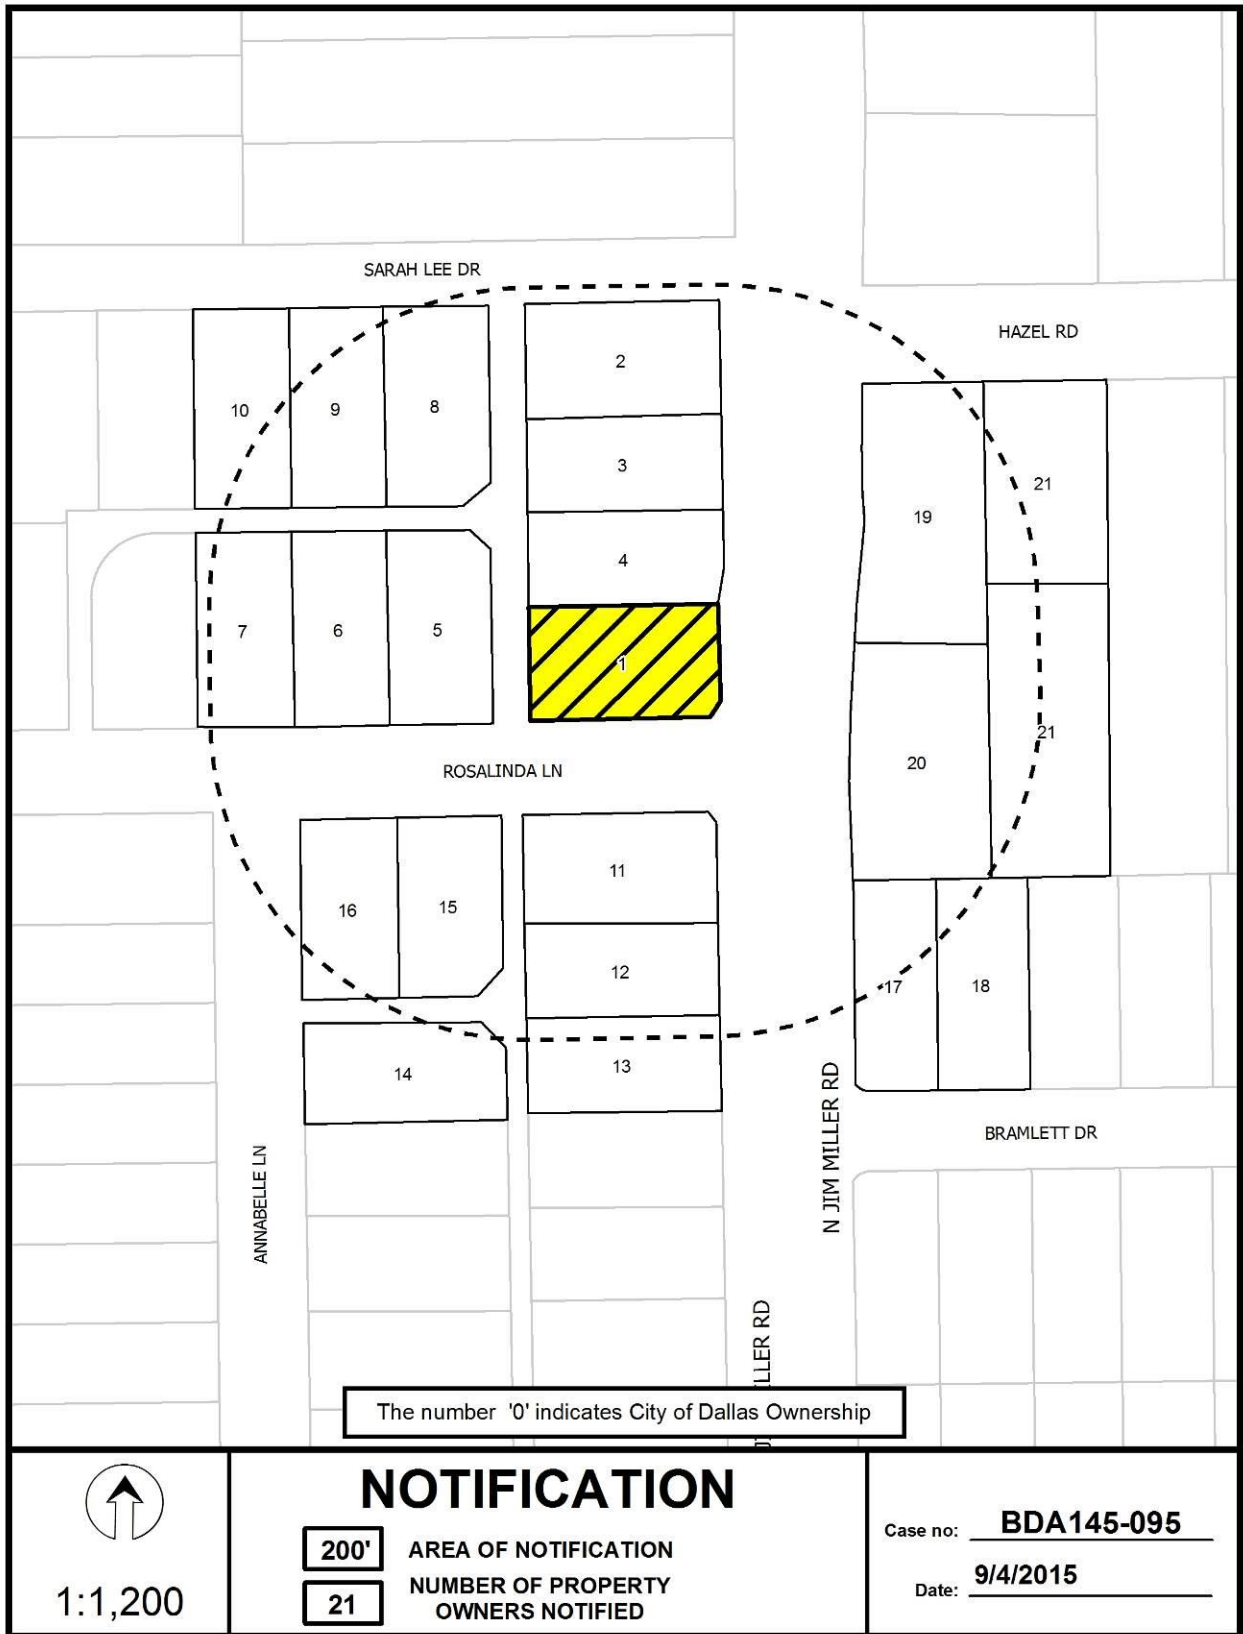 SARAH LEE DR
HAZEL RD
2
10
9
8
3
21
19
4
7
6
5
1
21
20
ROSALINDA LN
11
16
15
12
17
18
13
14
N JIM MILLER RD
BRAMLETT DR
ANNABELLE LN
LLER RD
The number '0' indicates City of Dallas Ownership
1:1,200
NOTIFICATION
200' AREA OF NOTIFICATION
21 NUMBER OF PROPERTY
OWNERS NOTIFIED
Case no: BDA145-095
Date: 9/4/2015